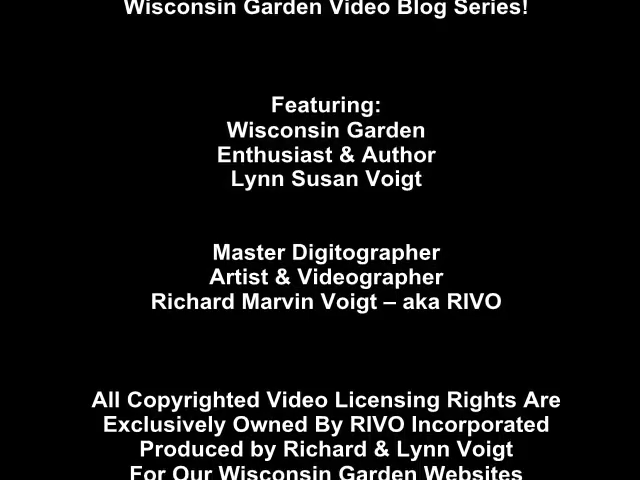 Wisconsin Garden Video Blog Series!
Featuring:
Wisconsin Garden
Enthusiast & Author
Lynn Susan Voigt
Master Digitographer
Artist & Videographer
Richard Marvin Voigt – aka RIVO
All Copyrighted Video Licensing Rights Are
Exclusively Owned By RIVO Incorporated
Produced by Richard & Lynn Voigt
For Our Wisconsin Garden Websites